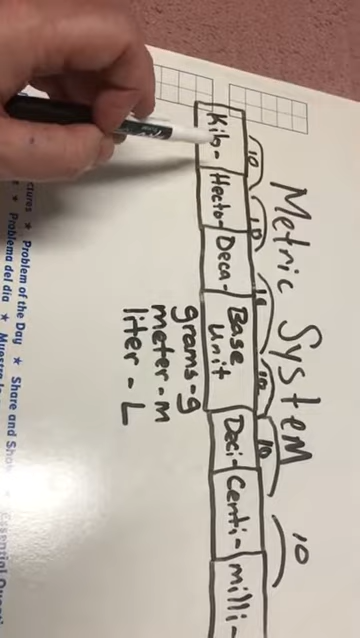 Metric System
10 10 10 10 10 10
Kilo- Hecto- Deca- Base Unit Deci- Centi- milli-
grams-g
meter-m
liter-L
Problem of the Day ★ Share and
Problema del día ★